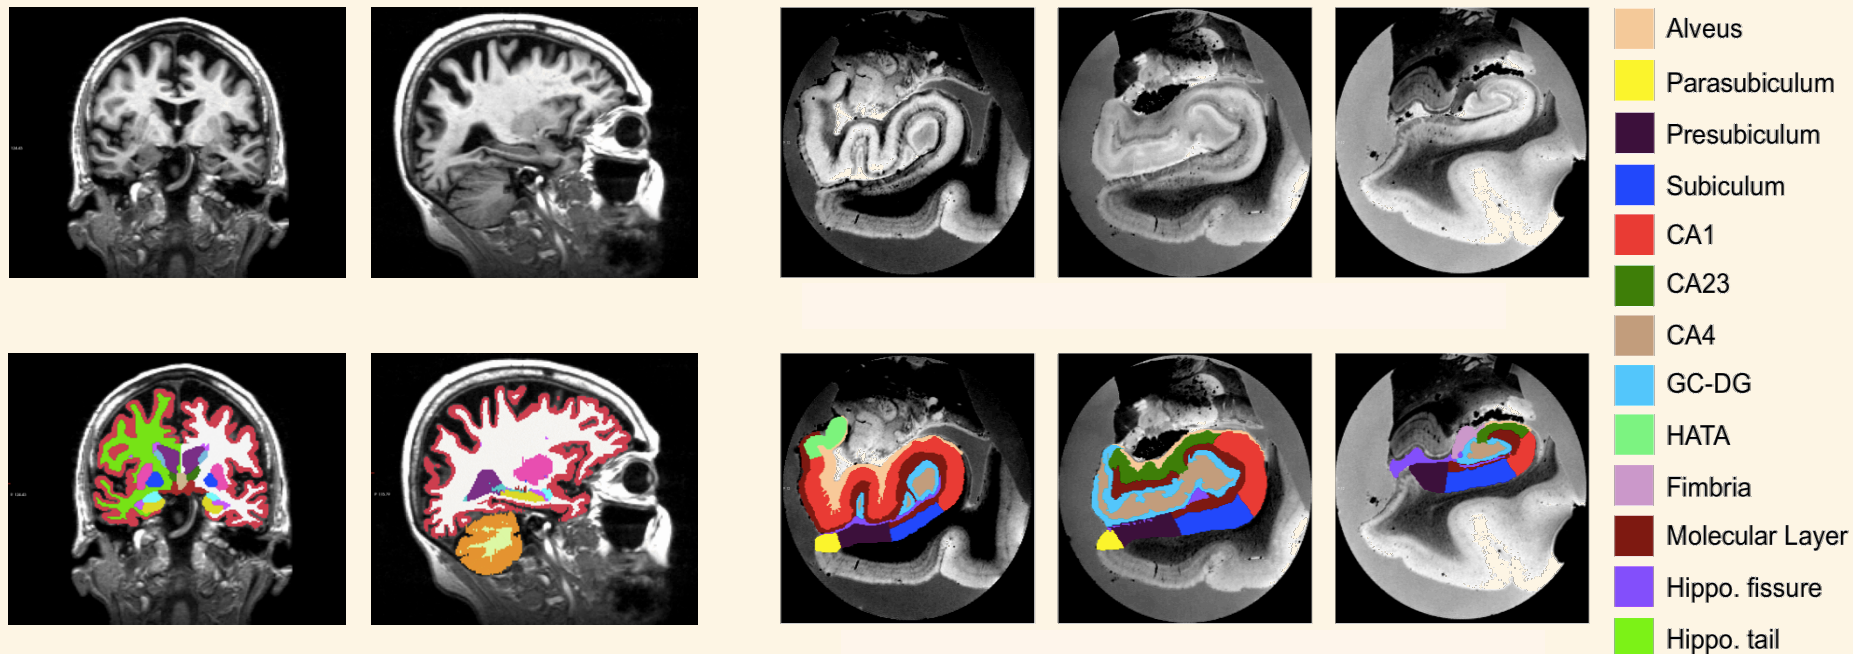 Alveus
Parasubiculum
Presubiculum
Subiculum
CA1
CA23
CA4
GC-DG
HATA
Fimbria
Molecular Layer
Hippo. fissure
Hippo. tail